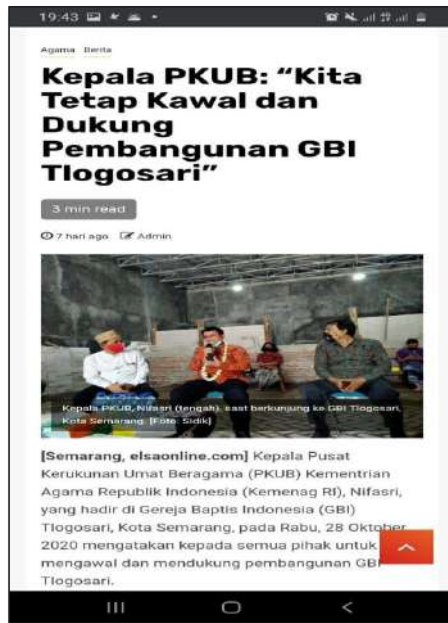 19:43
Agama Berita
Kepala PKUB: “Kita
Tetap Kawal dan
Dukung
Pembangunan GBI
Tlogosari”
3 min read
7 hari ago Admin
Kepala PKUB, Nifasri (tengah), saat berkunjung ke GBI Tlogosari,
Kota Semarang. [Foto: Sidik]
[Semarang, elsaonline.com] Kepala Pusat
Kerukunan Umat Beragama (PKUB) Kementrian
Agama Republik Indonesia (Kemenag RI), Nifasri,
yang hadir di Gereja Baptis Indonesia (GBI)
Tlogosari, Kota Semarang, pada Rabu, 28 Oktober
2020 mengatakan kepada semua pihak untuk
mengawal dan mendukung pembangunan GBI
Tlogosari.